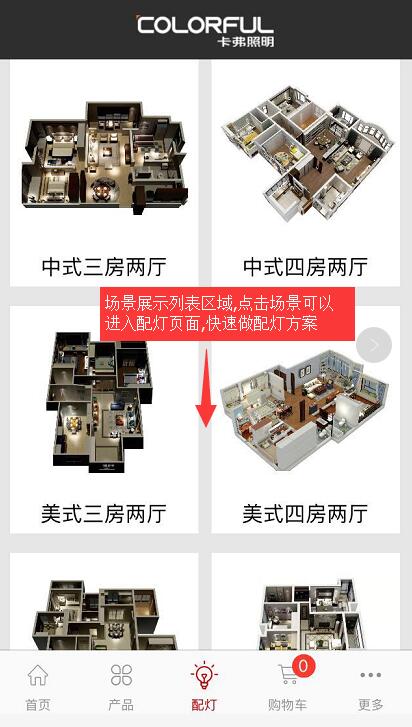 COLORFUL
卡弗照明
中式三房两厅
中式四房两厅
场景展示列表区域,点击场景可以
进入配灯页面,快速做配灯方案
美式三房两厅
美式四房两厅
0
首页
产品
配灯
购物车
更多